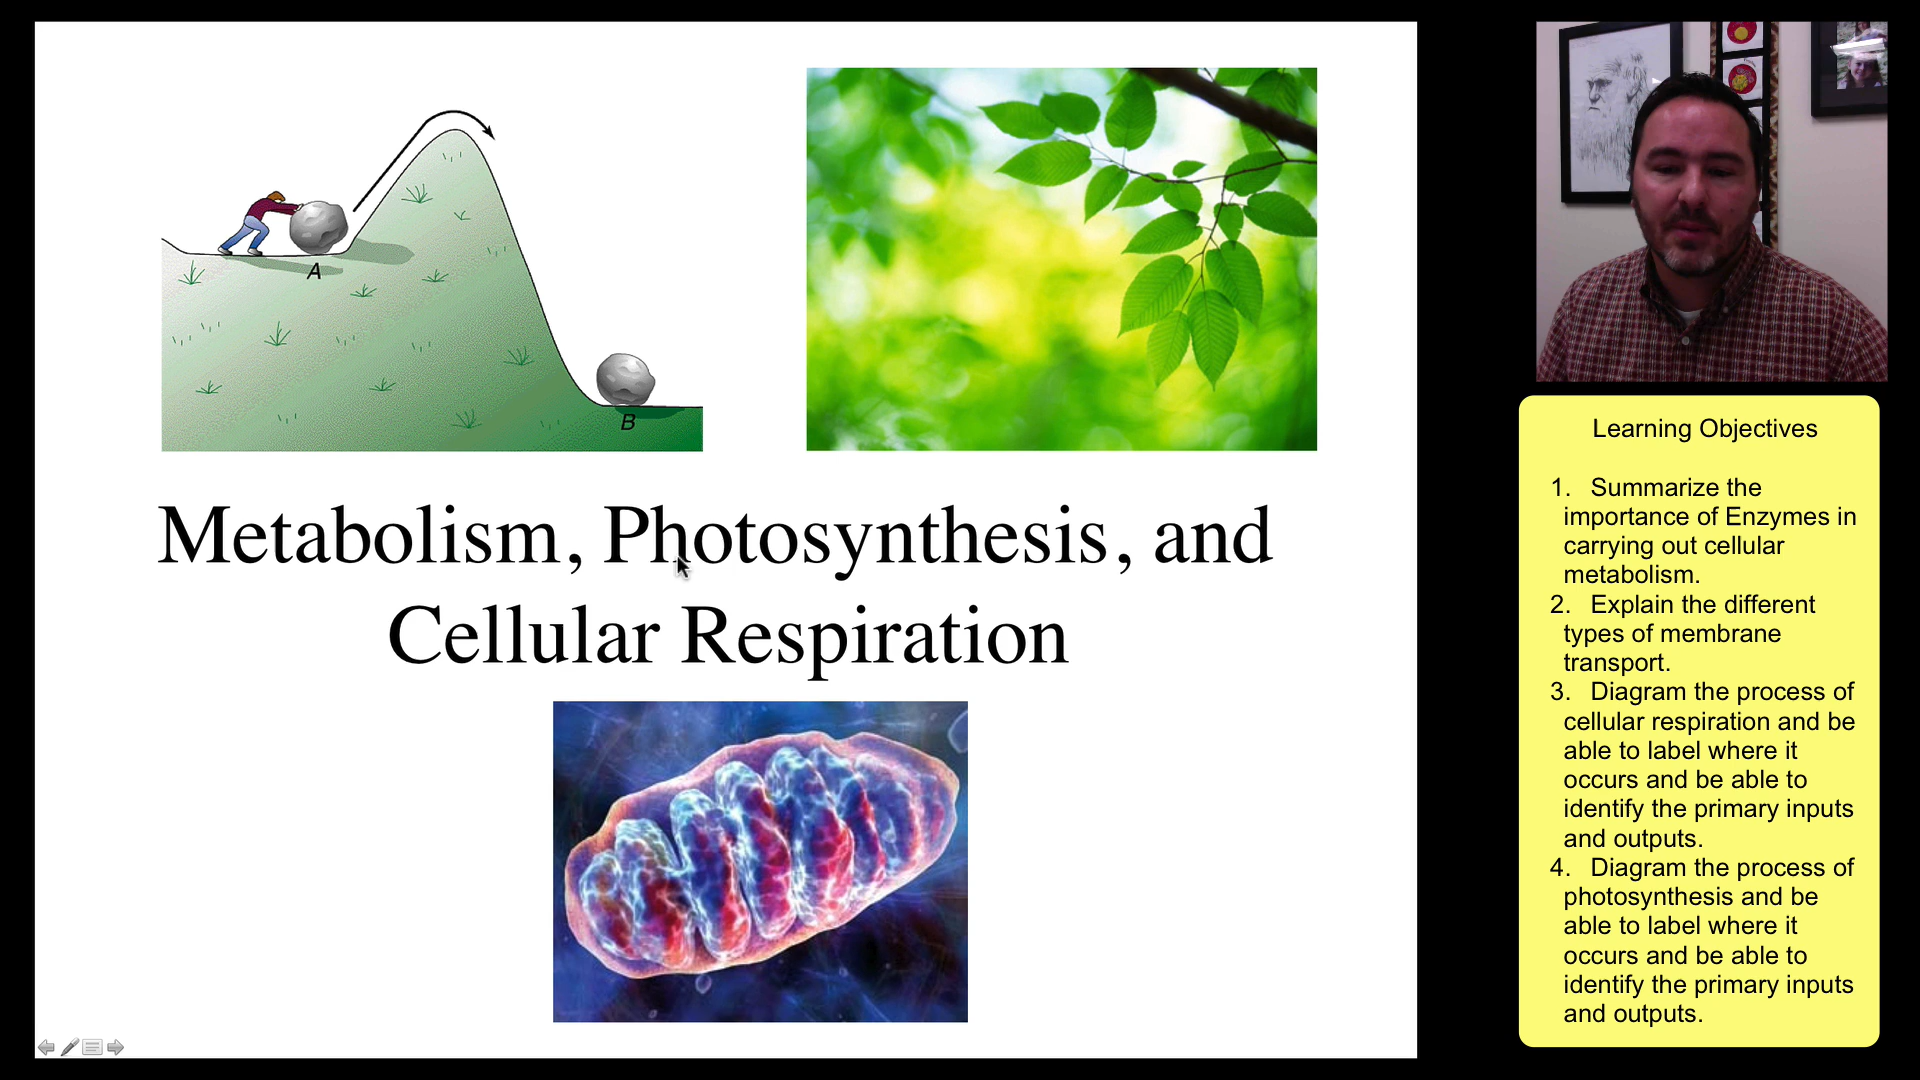 A
B
Metabolism, Photosynthesis, and
Cellular Respiration
Learning Objectives
1. Summarize the
importance of Enzymes in
carrying out cellular
metabolism.
2. Explain the different
types of membrane
transport.
3. Diagram the process of
cellular respiration and be
able to label where it
occurs and be able to
identify the primary inputs
and outputs.
4. Diagram the process of
photosynthesis and be
able to label where it
occurs and be able to
identify the primary inputs
and outputs.